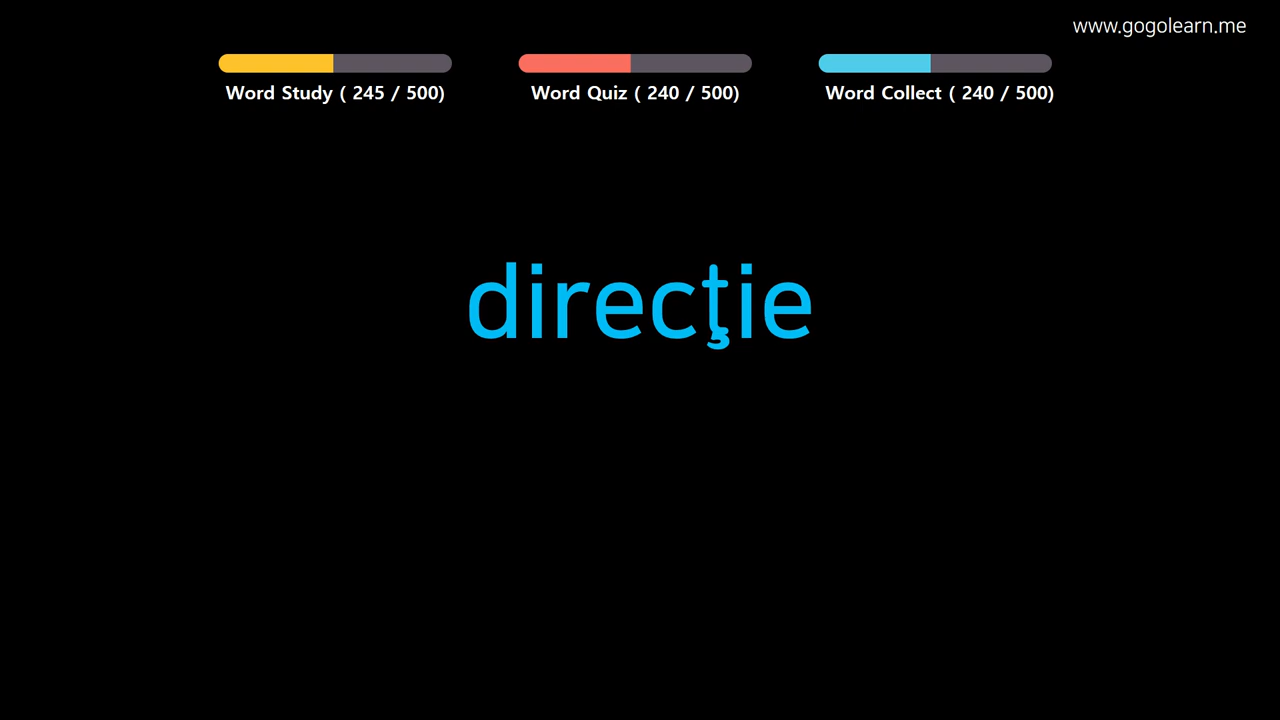 www.gogolearn.me
Word Study ( 245 / 500)
Word Quiz ( 240 / 500)
Word Collect ( 240 / 500)
direcţie